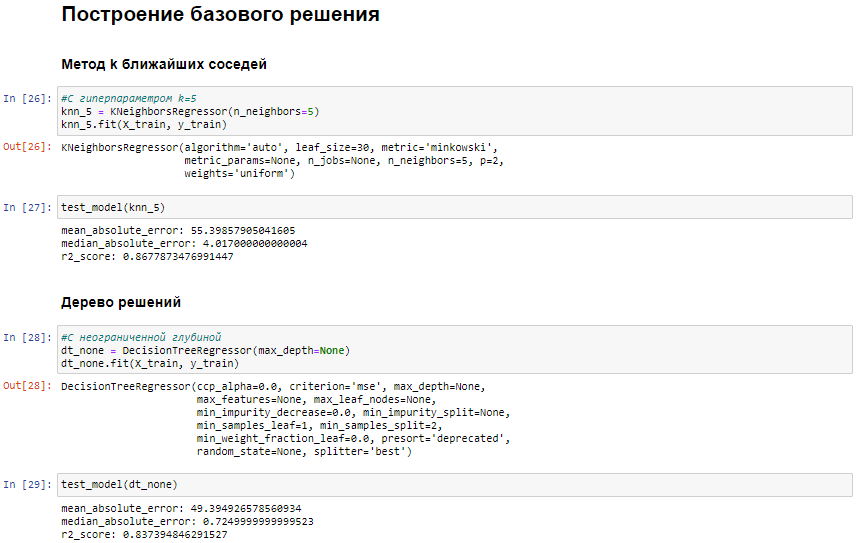 Построение базового решения
Метод k ближайших соседей
In [26]: #С гиперпараметром k=5
knn_5 = KNeighborsRegressor(n_neighbors=5)
knn_5.fit(X_train, y_train)
Out[26]: KNeighborsRegressor(algorithm='auto', leaf_size=30, metric='minkowski',
metric_params=None, n_jobs=None, n_neighbors=5, p=2,
weights='uniform')
In [27]: test_model(knn_5)
mean_absolute_error: 55.39857905041605
median_absolute_error: 4.017000000000004
r2_score: 0.8677873476991447
Дерево решений
In [28]: #С неограниченной глубиной
dt_none = DecisionTreeRegressor(max_depth=None)
dt_none.fit(X_train, y_train)
Out[28]: DecisionTreeRegressor(ccp_alpha=0.0, criterion='mse', max_depth=None,
max_features=None, max_leaf_nodes=None,
min_impurity_decrease=0.0, min_impurity_split=None,
min_samples_leaf=1, min_samples_split=2,
min_weight_fraction_leaf=0.0, presort='deprecated',
random_state=None, splitter='best')
In [29]: test_model(dt_none)
mean_absolute_error: 49.394926578560934
median_absolute_error: 0.7249999999999523
r2_score: 0.837394846291527